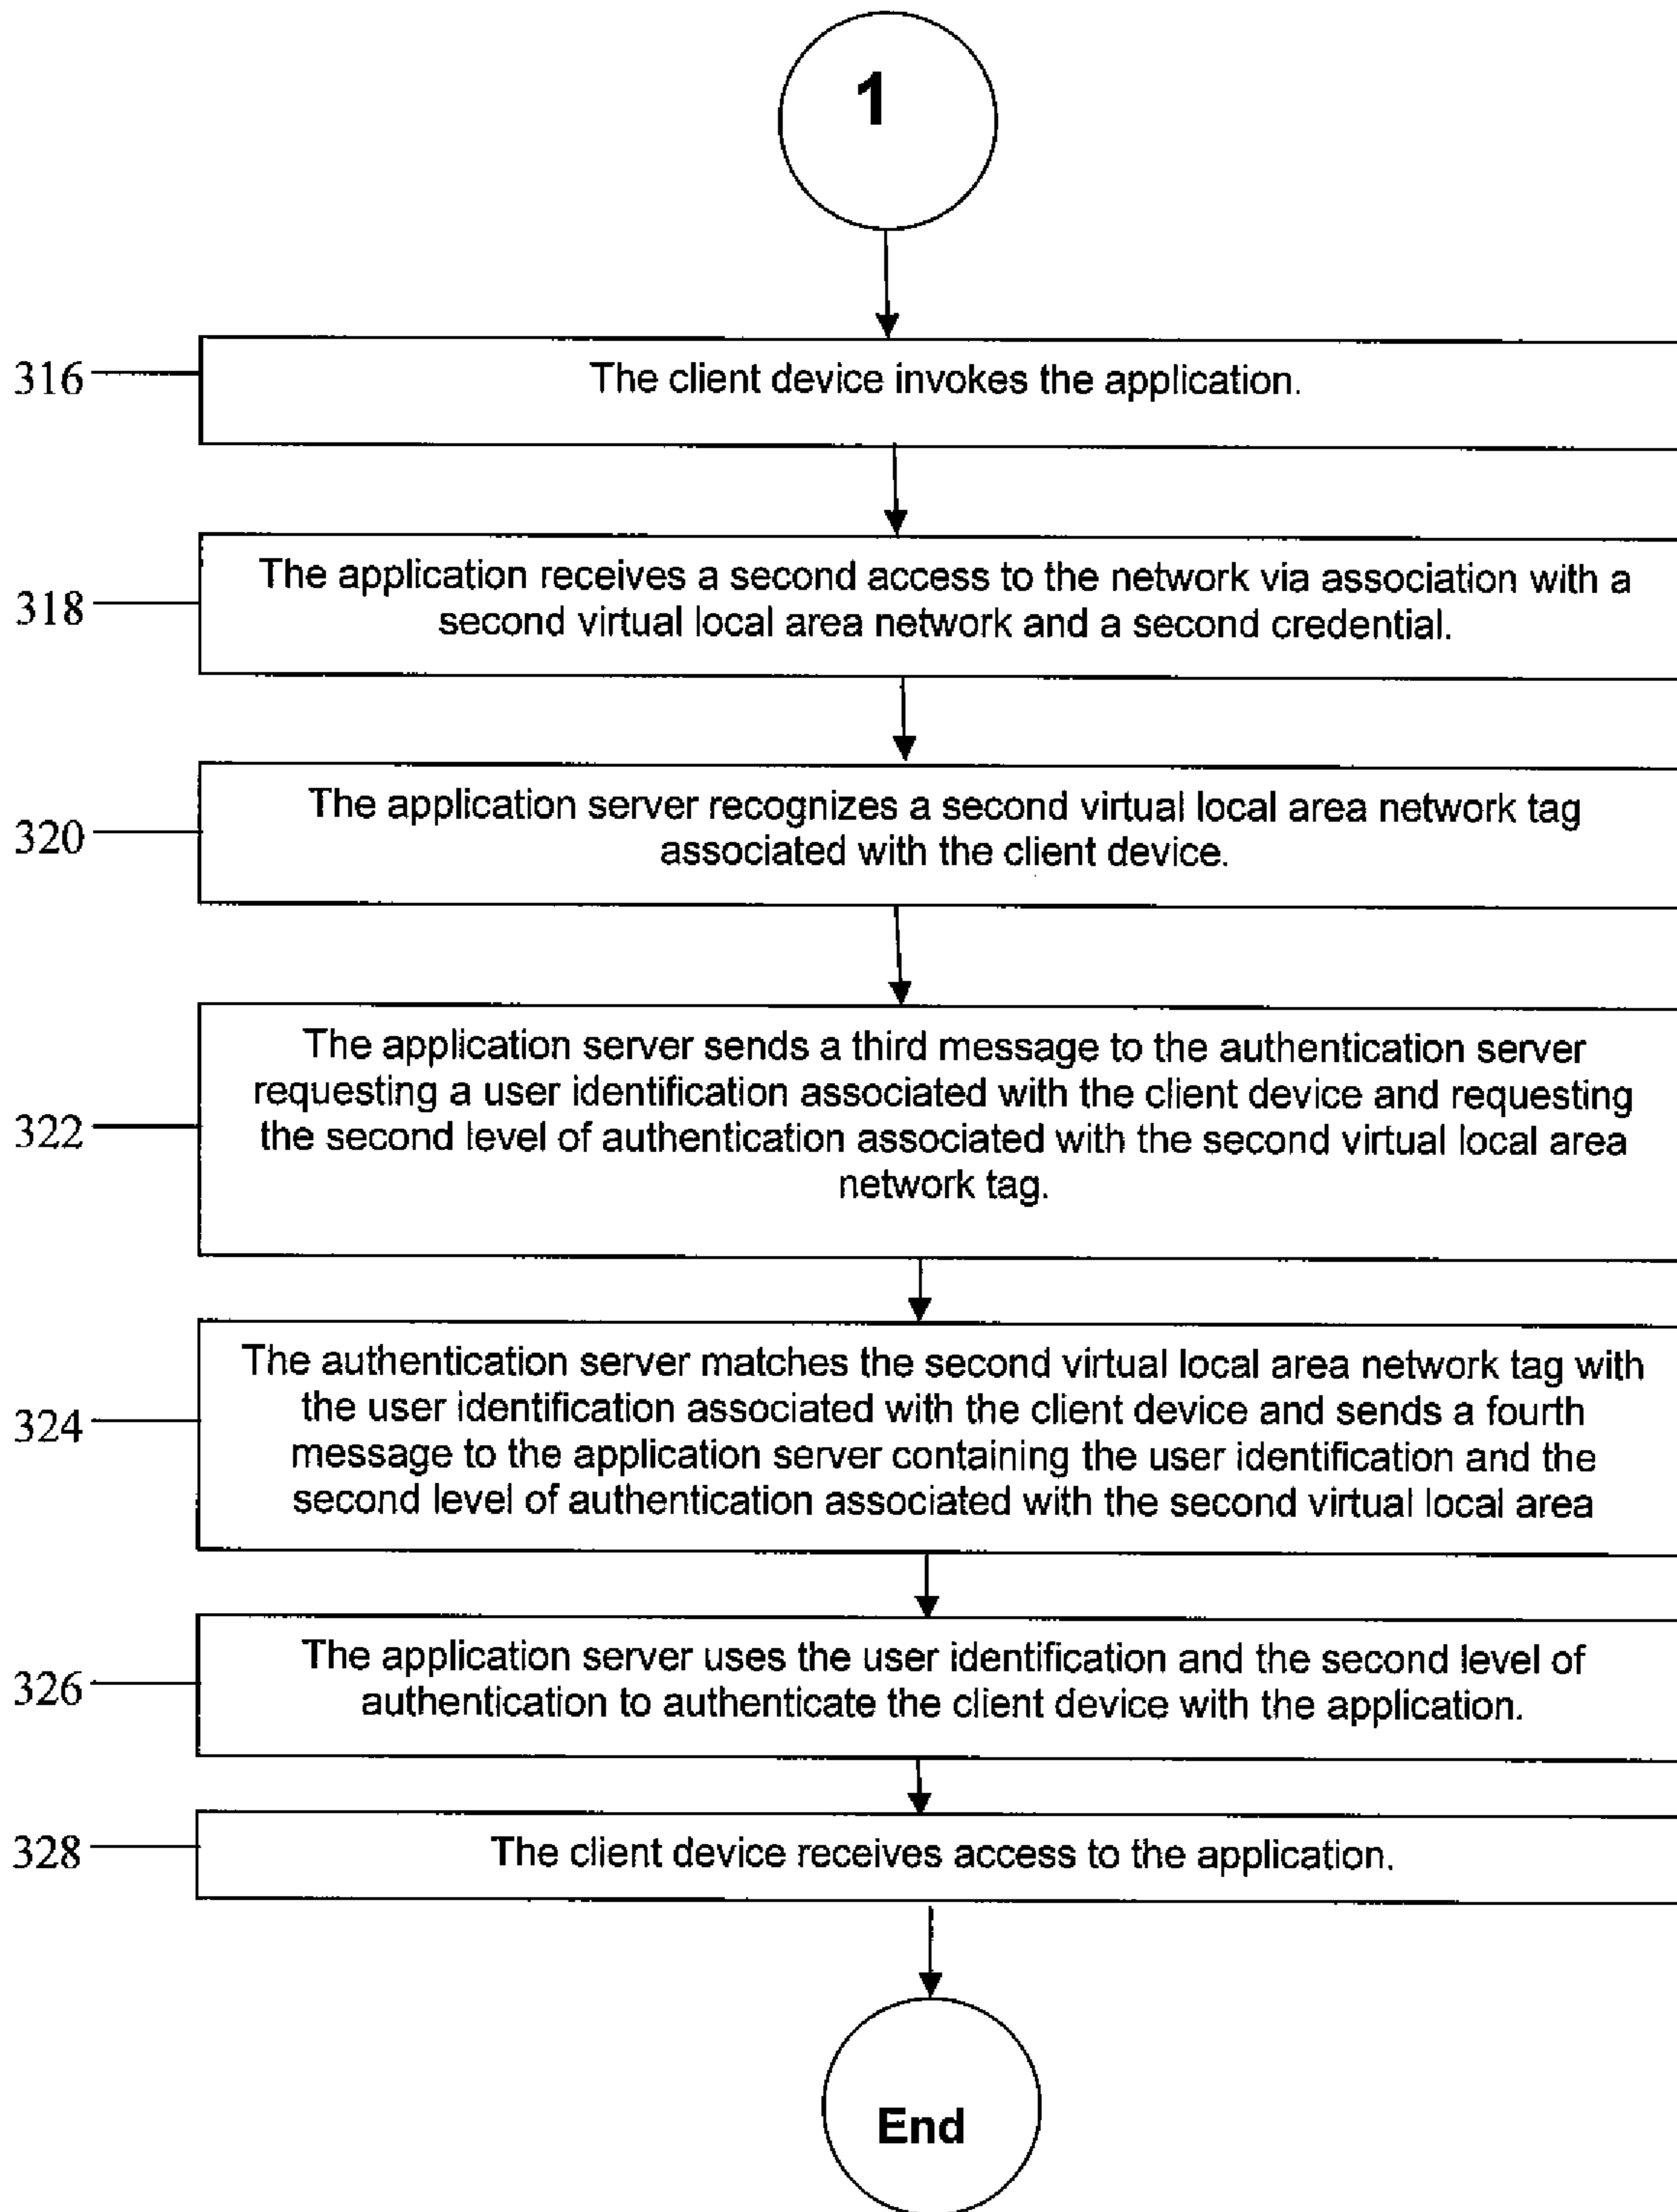 1
316
The client device invokes the application.
318
The application receives a second access to the network via association with a
second virtual local area network and a second credential.
320
The application server recognizes a second virtual local area network tag
associated with the client device.
322
The application server sends a third message to the authentication server
requesting a user identification associated with the client device and requesting
the second level of authentication associated with the second virtual local area
network tag.
324
The authentication server matches the second virtual local area network tag with
the user identification associated with the client device and sends a fourth
message to the application server containing the user identification and the
second level of authentication associated with the second virtual local area
326
The application server uses the user identification and the second level of
authentication to authenticate the client device with the application.
328
The client device receives access to the application.
End